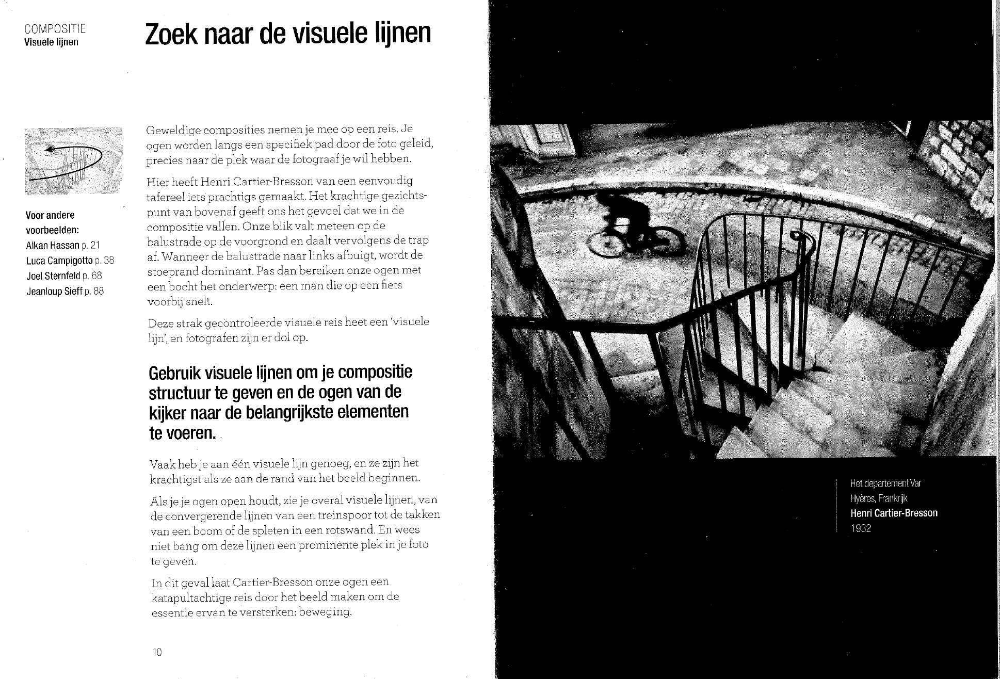 COMPOSITIE
Visuele lijnen
Zoek naar de visuele lijnen
Geweldige composities nemen je mee op een reis. Je
ogen worden langs een specifiek pad door de foto geleid,
precies naar de plek waar de fotograaf je wil hebben.
Hier heeft Henri Cartier-Bresson van een eenvoudig
tafereel iets prachtigs gemaakt. Het krachtige gezichts-
punt van bovenaf geeft ons het gevoel dat we in de
compositie vallen. Onze blik valt meteen op de
balustrade op de voorgrond en daalt vervolgens de trap
af. Wanneer de balustrade naar links afbuigt, wordt de
stoeprand dominant. Pas dan bereiken onze ogen met
een bocht het onderwerp: een man die op een fiets
voorbij snelt.
Deze strak gecontroleerde visuele reis heet een ‘visuele
lijn’, en fotografen zijn er dol op.
Gebruik visuele lijnen om je compositie
structuur te geven en de ogen van de
kijker naar de belangrijkste elementen
te voeren.
Vaak heb je aan één visuele lijn genoeg, en ze zijn het
krachtigst als ze aan de rand van het beeld beginnen.
Als je je ogen open houdt, zie je overal visuele lijnen, van
de convergerende lijnen van een treinspoor tot de takken
van een boom of de spleten in een rotswand. En wees
niet bang om deze lijnen een prominente plek in je foto
te geven.
In dit geval laat Cartier-Bresson onze ogen een
katapultachtige reis door het beeld maken om de
essentie ervan te versterken: beweging.
Voor andere
voorbeelden:
Alkan Hassan p. 21
Luca Campigotto p. 38
Joel Sternfeld p. 68
Jeanloup Sieff p. 88
10
Het departement Var
Hyères, Frankrijk
Henri Cartier-Bresson
1932